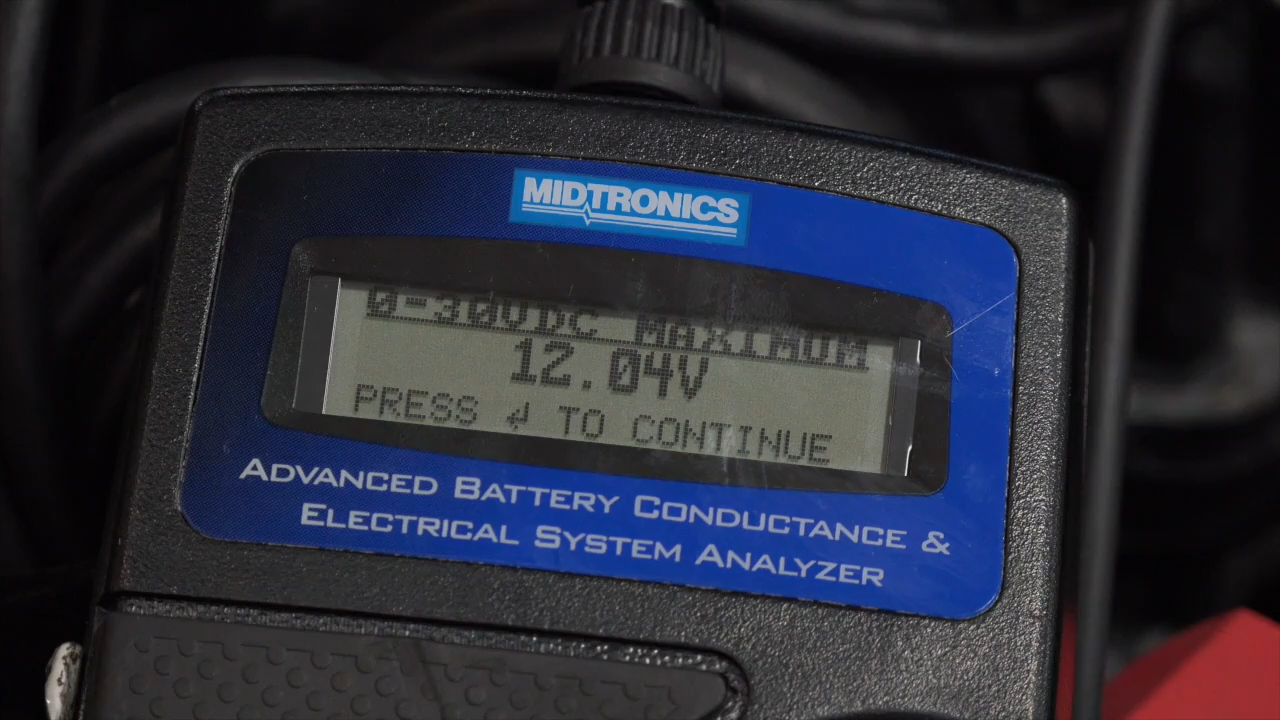 MIDTRONICS
0-30VDC MAXIMUM
12.04V
PRESS ↲ TO CONTINUE
ADVANCED BATTERY CONDUCTANCE &
ELECTRICAL SYSTEM ANALYZER